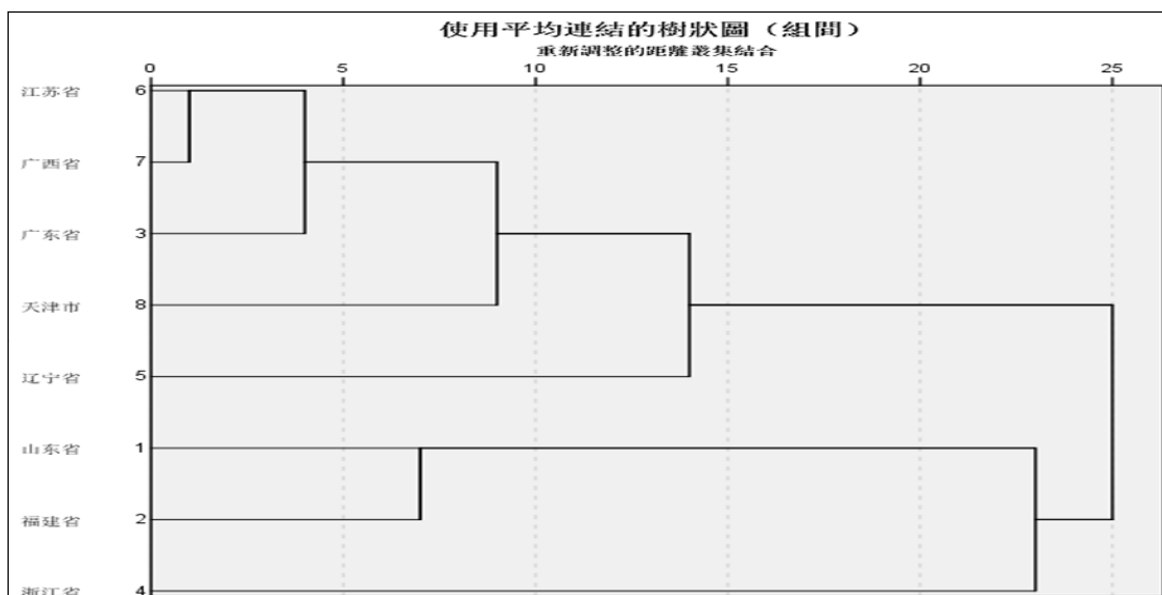 使用平均連結的樹狀圖（組間）
重新調整的距離叢集結合
0 5 10 15 20 25
江苏省 6
广西省 7
广东省 3
天津市 8
辽宁省 5
山东省 1
福建省 2
浙江省 4